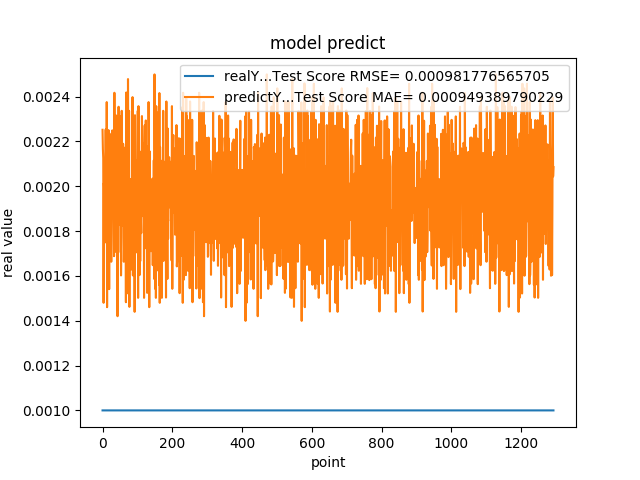 model predict
realY...Test Score RMSE= 0.000981776565705
predictY...Test Score MAE= 0.000949389790229
0.0024
0.0022
0.0020
0.0018
0.0016
0.0014
0.0012
0.0010
real value
0 200 400 600 800 1000 1200
point